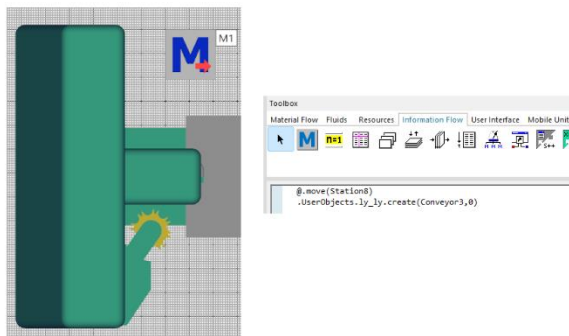 M
M1
Toolbox
Material Flow Fluids Resources Information Flow User Interface Mobile Unit
M n=1
S++
@.move(Station8)
.UserObjects.ly_ly.create(Conveyor3,0)